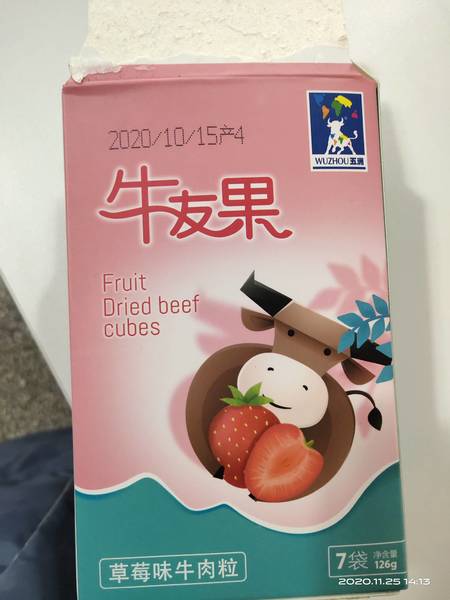 2020/10/15产4
WUZHOU 五洲
牛友果
Fruit
Dried beef
cubes
草莓味牛肉粒
7袋 净含量
126g
2020.11.25 14:13